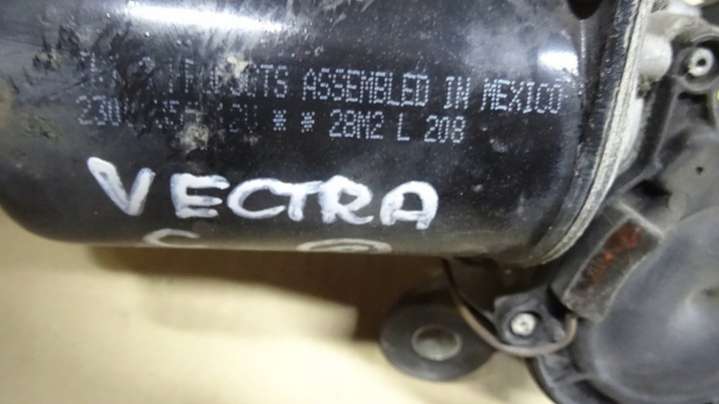 ASSEMBLED IN MEXICO
* * 28M2 L 208
VECTRA
C